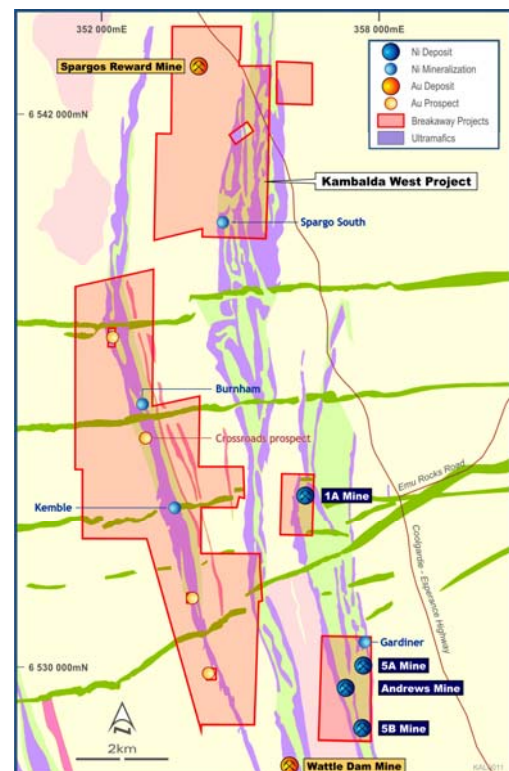 352 000mE
358 000mE
Ni Deposit
Ni Mineralization
Au Deposit
Au Prospect
Breakaway Projects
Ultramafics
Spargos Reward Mine
6 542 000mN
Kambalda West Project
Spargo South
Burnham
Crossroads prospect
Emu Rocks Road
1A Mine
Kemble
Coolgardie - Esperance Highway
Gardiner
6 530 000mN
5A Mine
Andrews Mine
5B Mine
N
2km
Wattle Dam Mine